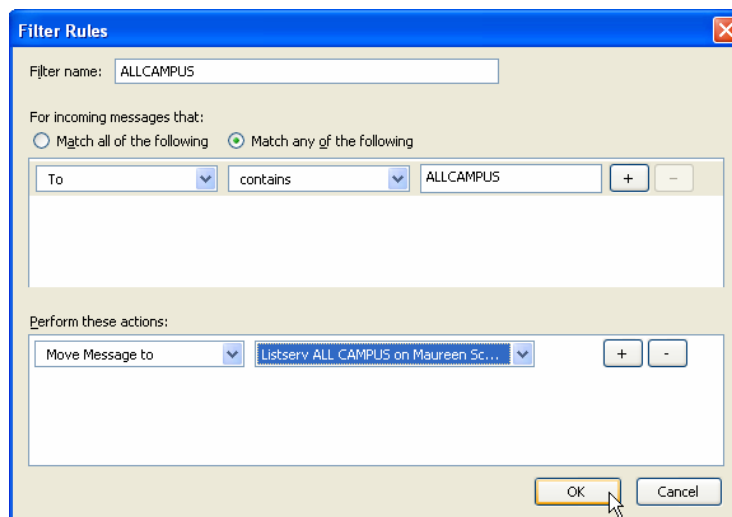 Filter Rules
Filter name: ALLCAMPUS
For incoming messages that:
Match all of the following Match any of the following
To contains ALLCAMPUS + −
Perform these actions:
Move Message to Listserv ALL CAMPUS on Maureen Sc... + -
OK Cancel